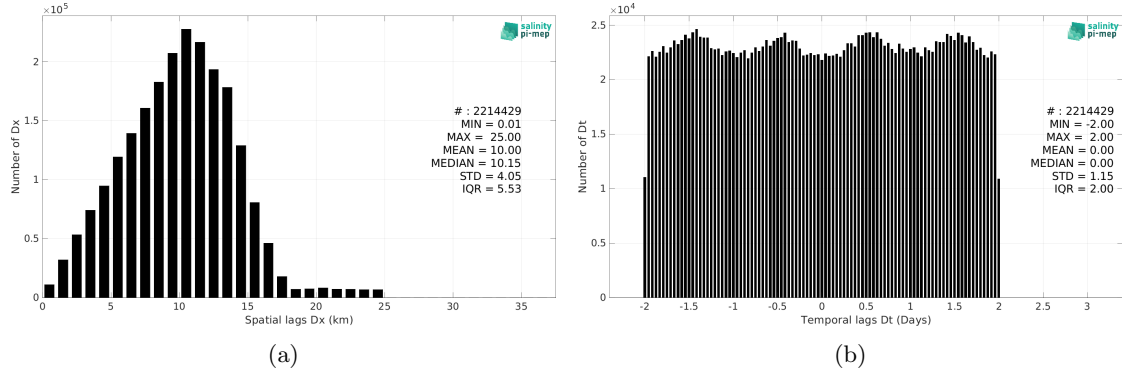 ×10⁵
salinity
pi-mep
2
1.5
1
0.5
0
Number of Dx
# : 2214429
MIN = 0.01
MAX = 25.00
MEAN = 10.00
MEDIAN = 10.15
STD = 4.05
IQR = 5.53
0 5 10 15 20 25 30 35
Spatial lags Dx (km)
(a)
×10⁴
salinity
pi-mep
2.5
2
1.5
1
0.5
0
Number of Dt
# : 2214429
MIN = -2.00
MAX = 2.00
MEAN = 0.00
MEDIAN = 0.00
STD = 1.15
IQR = 2.00
-2 -1.5 -1 -0.5 0 0.5 1 1.5 2 2.5 3
Temporal lags Dt (Days)
(b)